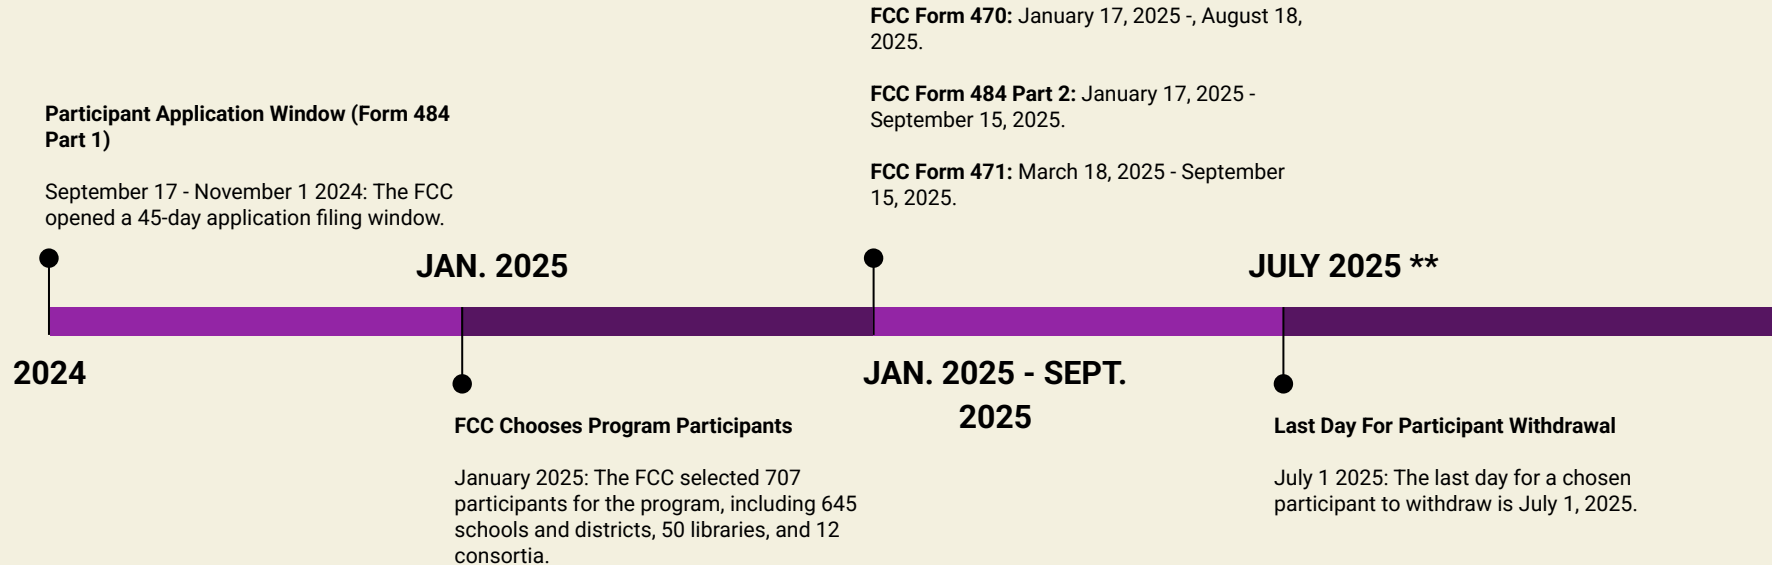 FCC Form 470: January 17, 2025 -, August 18,
2025.
FCC Form 484 Part 2: January 17, 2025 -
September 15, 2025.
FCC Form 471: March 18, 2025 - September
15, 2025.
Participant Application Window (Form 484
Part 1)
September 17 - November 1 2024: The FCC
opened a 45-day application filing window.
JAN. 2025
JULY 2025 **
2024
JAN. 2025 - SEPT.
2025
FCC Chooses Program Participants
January 2025: The FCC selected 707
participants for the program, including 645
schools and districts, 50 libraries, and 12
consortia.
Last Day For Participant Withdrawal
July 1 2025: The last day for a chosen
participant to withdraw is July 1, 2025.